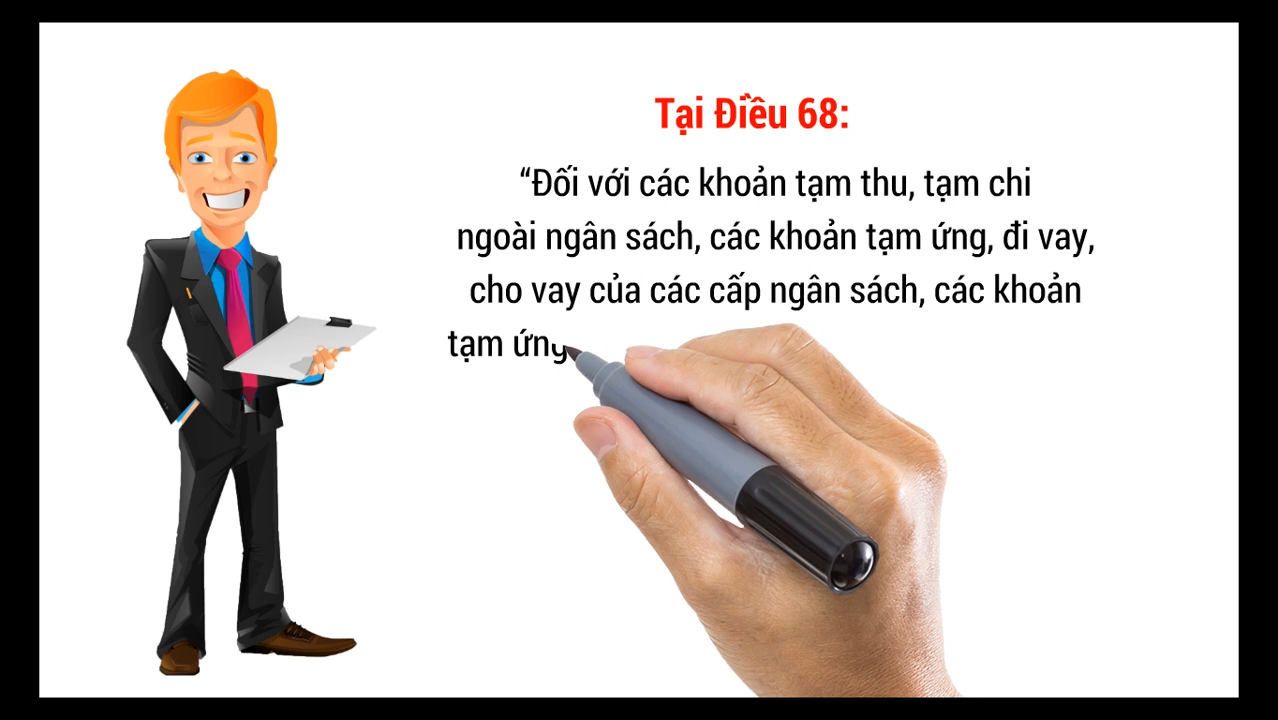 Tại Điều 68:
“Đối với các khoản tạm thu, tạm chi
ngoài ngân sách, các khoản tạm ứng, đi vay,
cho vay của các cấp ngân sách, các khoản
tạm ứng